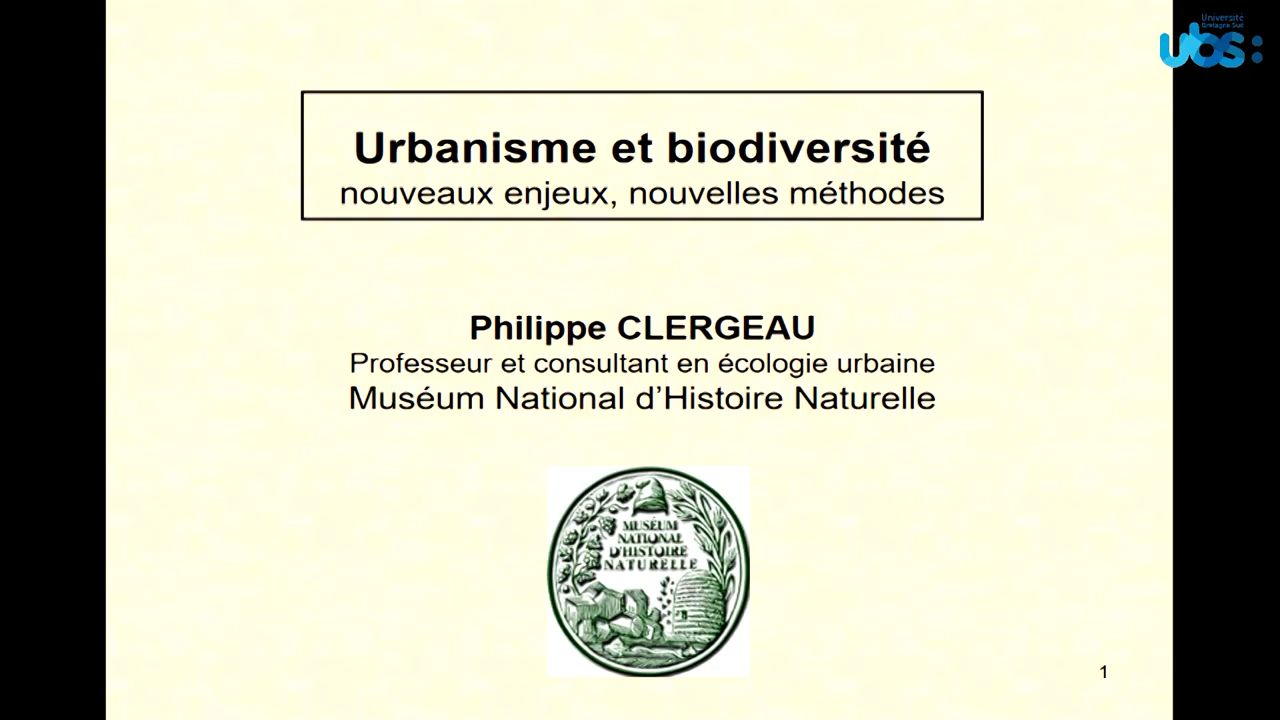 Université
Bretagne Sud
ubs:
Urbanisme et biodiversité
nouveaux enjeux, nouvelles méthodes
Philippe CLERGEAU
Professeur et consultant en écologie urbaine
Muséum National d'Histoire Naturelle
MUSÉUM
NATIONAL
D'HISTOIRE
NATURELLE
1